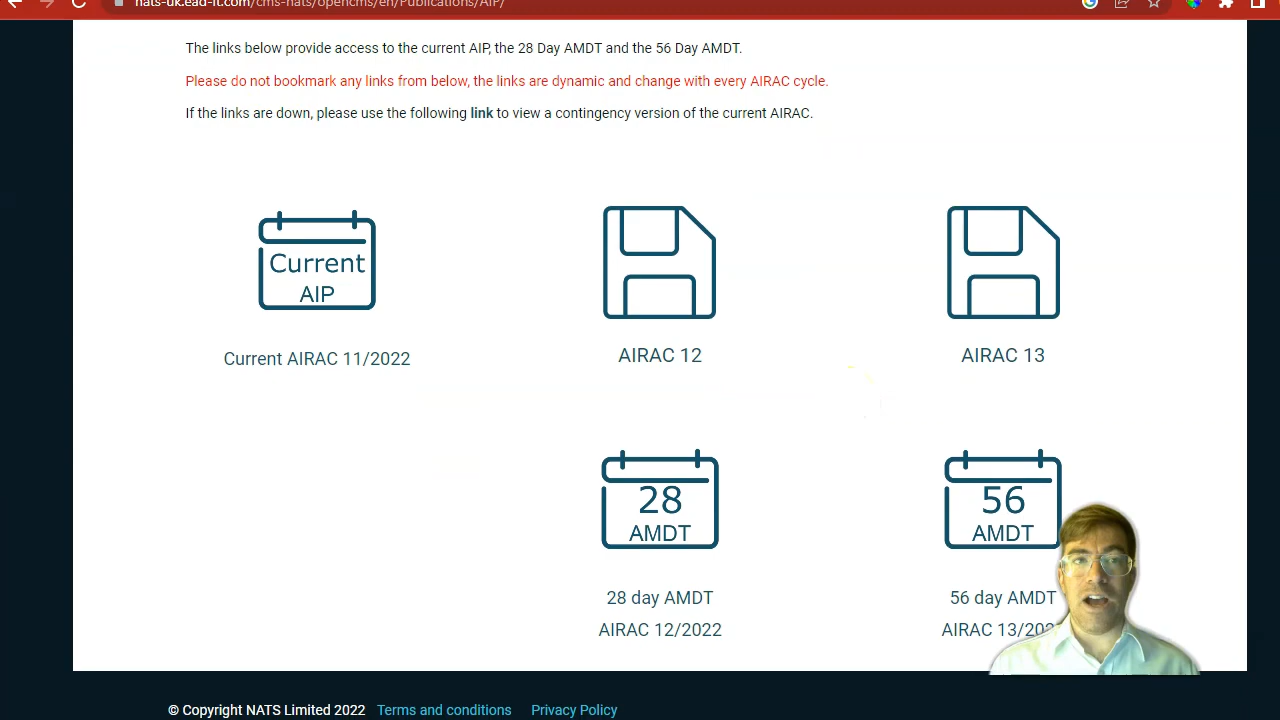 nats-uk.ead-it.com/cms-nats/opencms/en/Publications/AIP/
The links below provide access to the current AIP, the 28 Day AMDT and the 56 Day AMDT.
Please do not bookmark any links from below, the links are dynamic and change with every AIRAC cycle.
If the links are down, please use the following link to view a contingency version of the current AIRAC.
Current
AIP
Current AIRAC 11/2022
AIRAC 12
AIRAC 13
28
AMDT
28 day AMDT
AIRAC 12/2022
56
AMDT
56 day AMDT
AIRAC 13/202
© Copyright NATS Limited 2022 Terms and conditions Privacy Policy